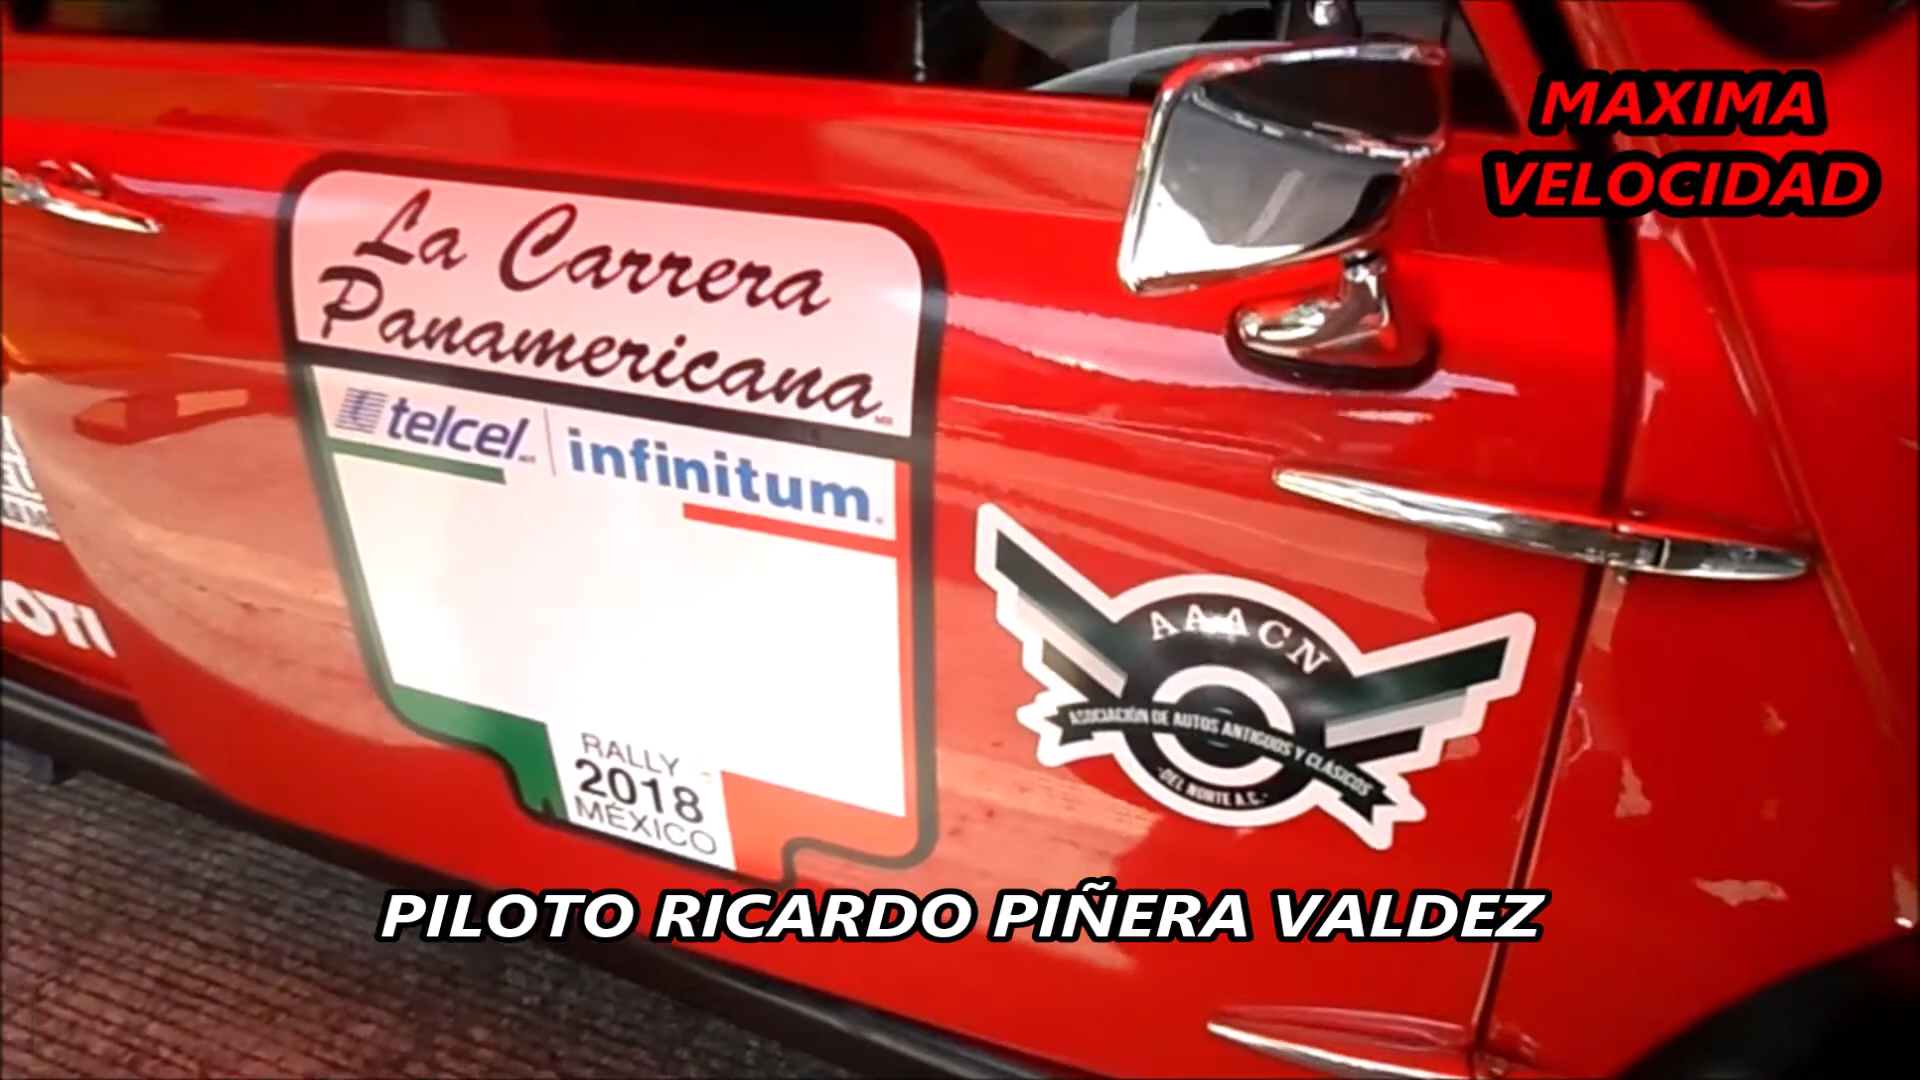 MAXIMA
VELOCIDAD
La Carrera
Panamericana
telcel
infinitum
RALLY
2018
MÉXICO
AAACN
ASOCIACIÓN DE AUTOS ANTIGUOS Y CLÁSICOS
-DEL NORTE A.C.-
PILOTO RICARDO PIÑERA VALDEZ